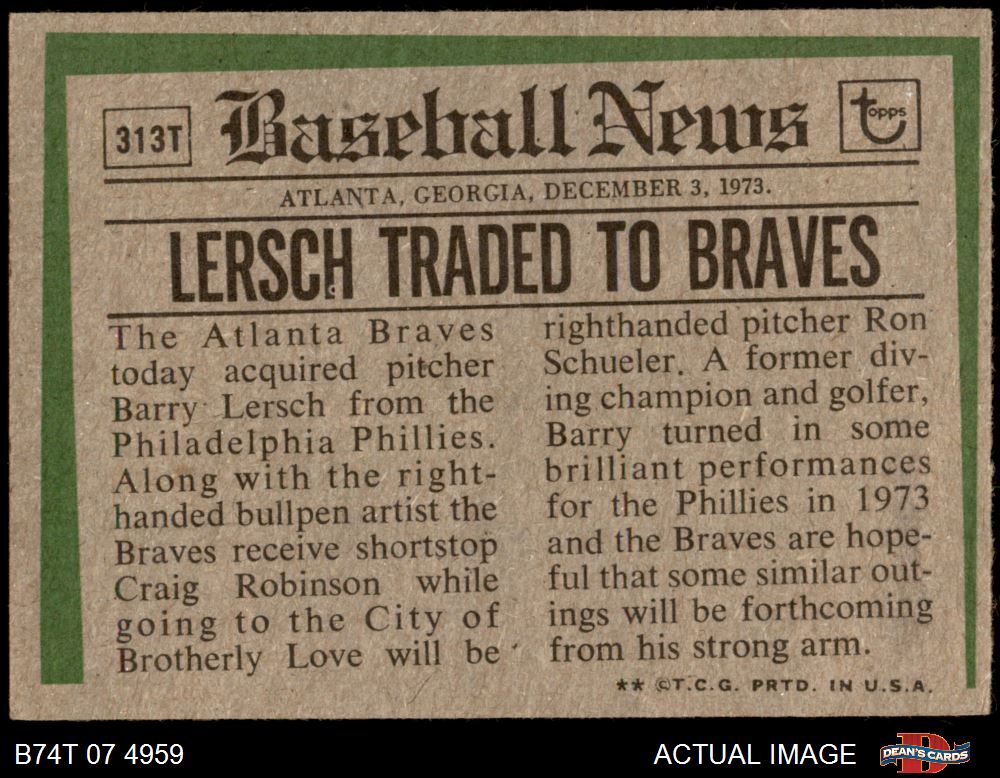 313T
Baseball News
topps
ATLANTA, GEORGIA, DECEMBER 3, 1973.
LERSCH TRADED TO BRAVES
The Atlanta Braves
today acquired pitcher
Barry Lersch from the
Philadelphia Phillies.
Along with the right-
handed bullpen artist the
Braves receive shortstop
Craig Robinson while
going to the City of
Brotherly Love will be
righthanded pitcher Ron
Schueler. A former div-
ing champion and golfer,
Barry turned in some
brilliant performances
for the Phillies in 1973
and the Braves are hope-
ful that some similar out-
ings will be forthcoming
from his strong arm.
** ©T.C.G. PRTD. IN U.S.A.
B74T 07 4959
ACTUAL IMAGE
DEAN'S CARDS